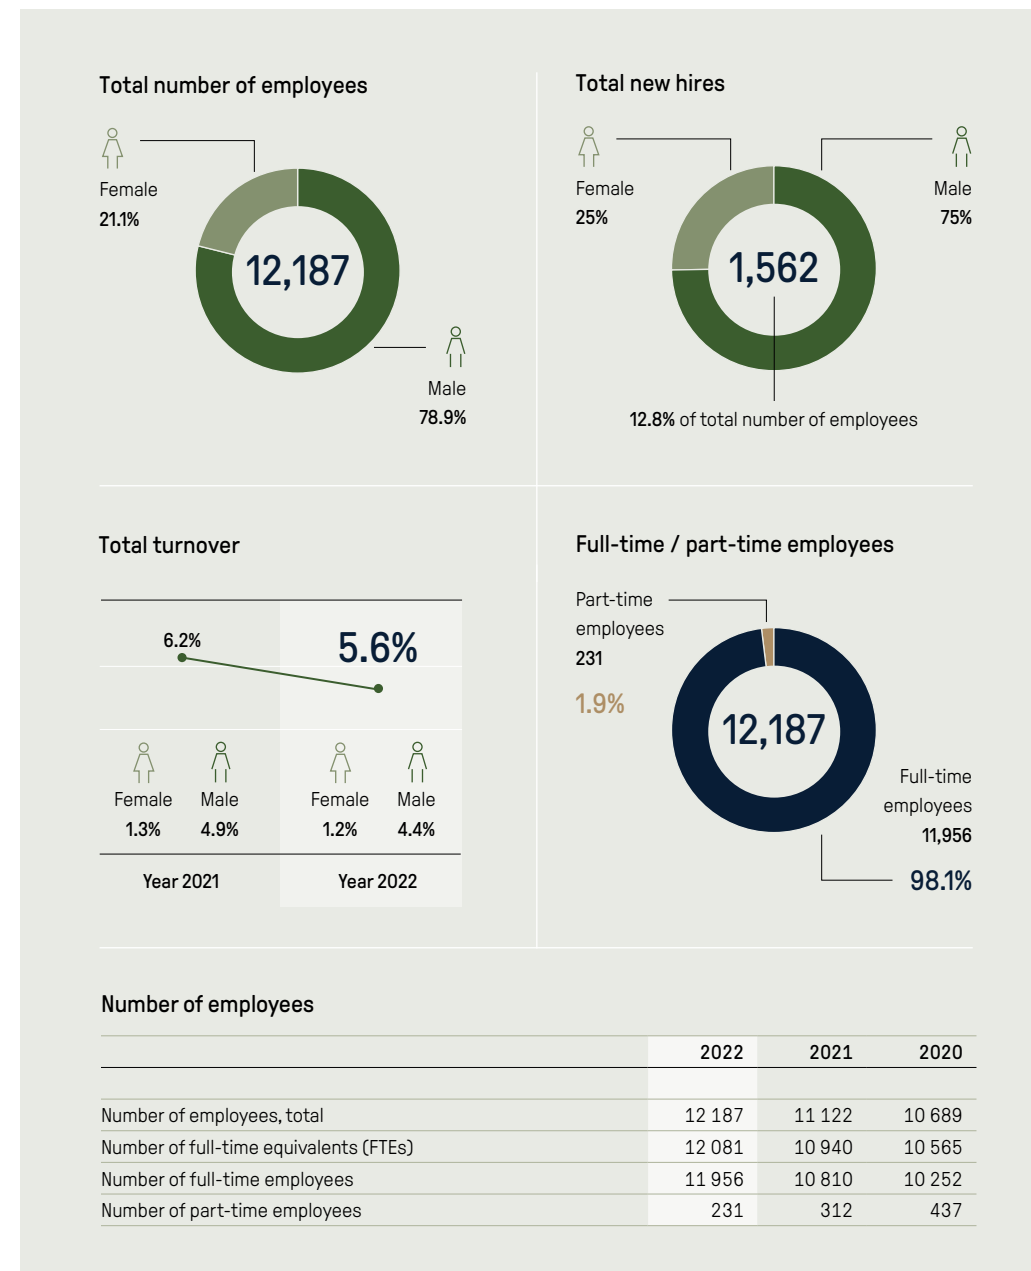 Total number of employees
Female
21.1%
12,187
Male
78.9%
Total new hires
Female
25%
Male
75%
1,562
12.8% of total number of employees
Total turnover
6.2%
5.6%
Female
1.3%
Male
4.9%
Female
1.2%
Male
4.4%
Year 2021
Year 2022
Full-time / part-time employees
Part-time
employees
231
1.9%
12,187
Full-time
employees
11,956
98.1%
Number of employees
2022 2021 2020
Number of employees, total 12 187 11 122 10 689
Number of full-time equivalents (FTEs) 12 081 10 940 10 565
Number of full-time employees 11 956 10 810 10 252
Number of part-time employees 231 312 437